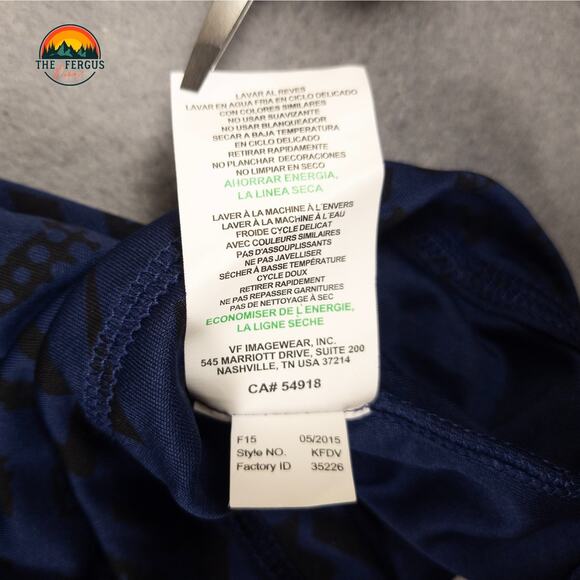 THE FERGUS
LAVAR AL REVES
LAVAR EN AGUA FRIA EN CICLO DELICADO
CON COLORES SIMILARES
NO USAR SUAVIZANTE
NO USAR BLANQUEADOR
SECAR A BAJA TEMPERATURA
EN CICLO DELICADO
RETIRAR RAPIDAMENTE
NO PLANCHAR DECORACIONES
NO LIMPIAR EN SECO
AHORRAR ENERGIA,
LA LINEA SECA
LAVER À LA MACHINE À L'ENVERS
LAVER À LA MACHINE À L'EAU
FROIDE CYCLE DELICAT
AVEC COULEURS SIMILAIRES
PAS D'ASSOUPLISSANTS
NE PAS JAVELLISER
SÉCHER À BASSE TEMPÉRATURE
CYCLE DOUX
RETIRER RAPIDEMENT
NE PAS REPASSER GARNITURES
PAS DE NETTOYAGE À SEC
ECONOMISER DE L'ENERGIE,
LA LIGNE SECHE
VF IMAGEWEAR, INC.
545 MARRIOTT DRIVE, SUITE 200
NASHVILLE, TN USA 37214
CA# 54918
F15 05/2015
Style NO. KFDV
Factory ID 35226